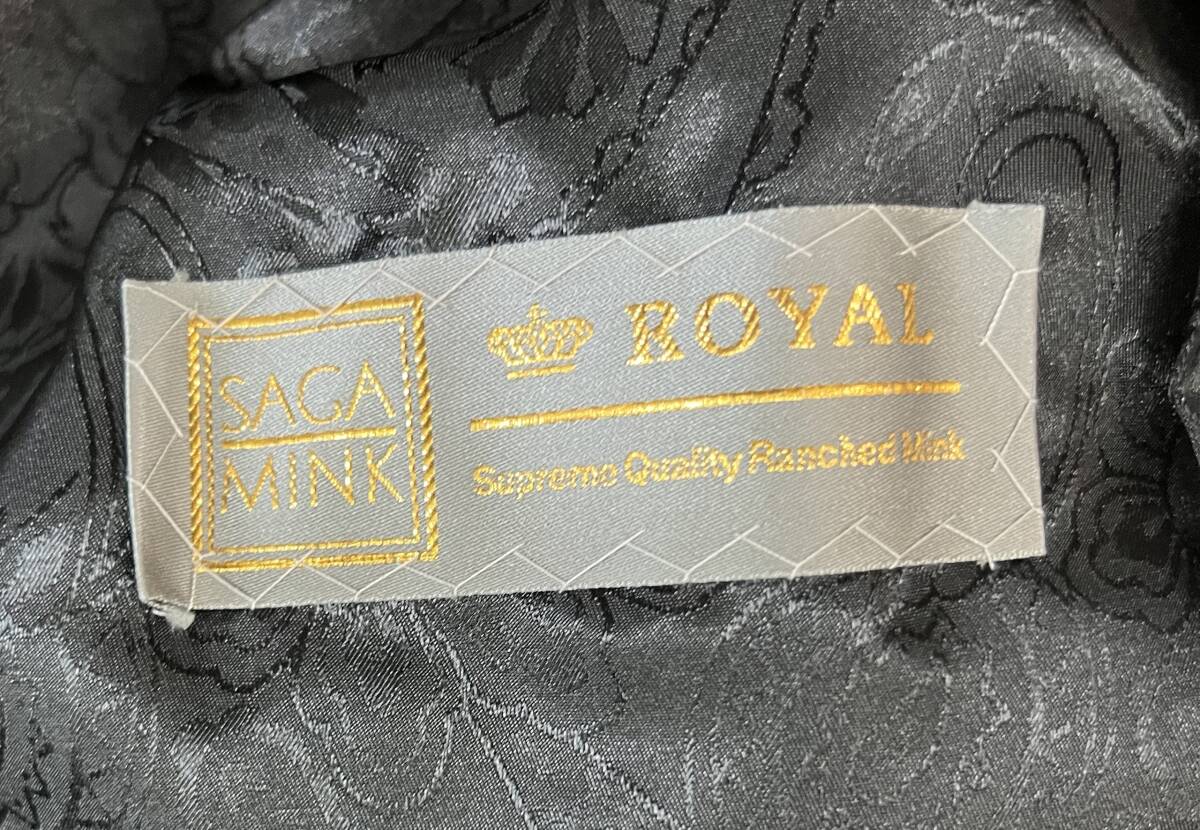 SAGA
MINK
ROYAL
Supreme Quality Ranched Mink